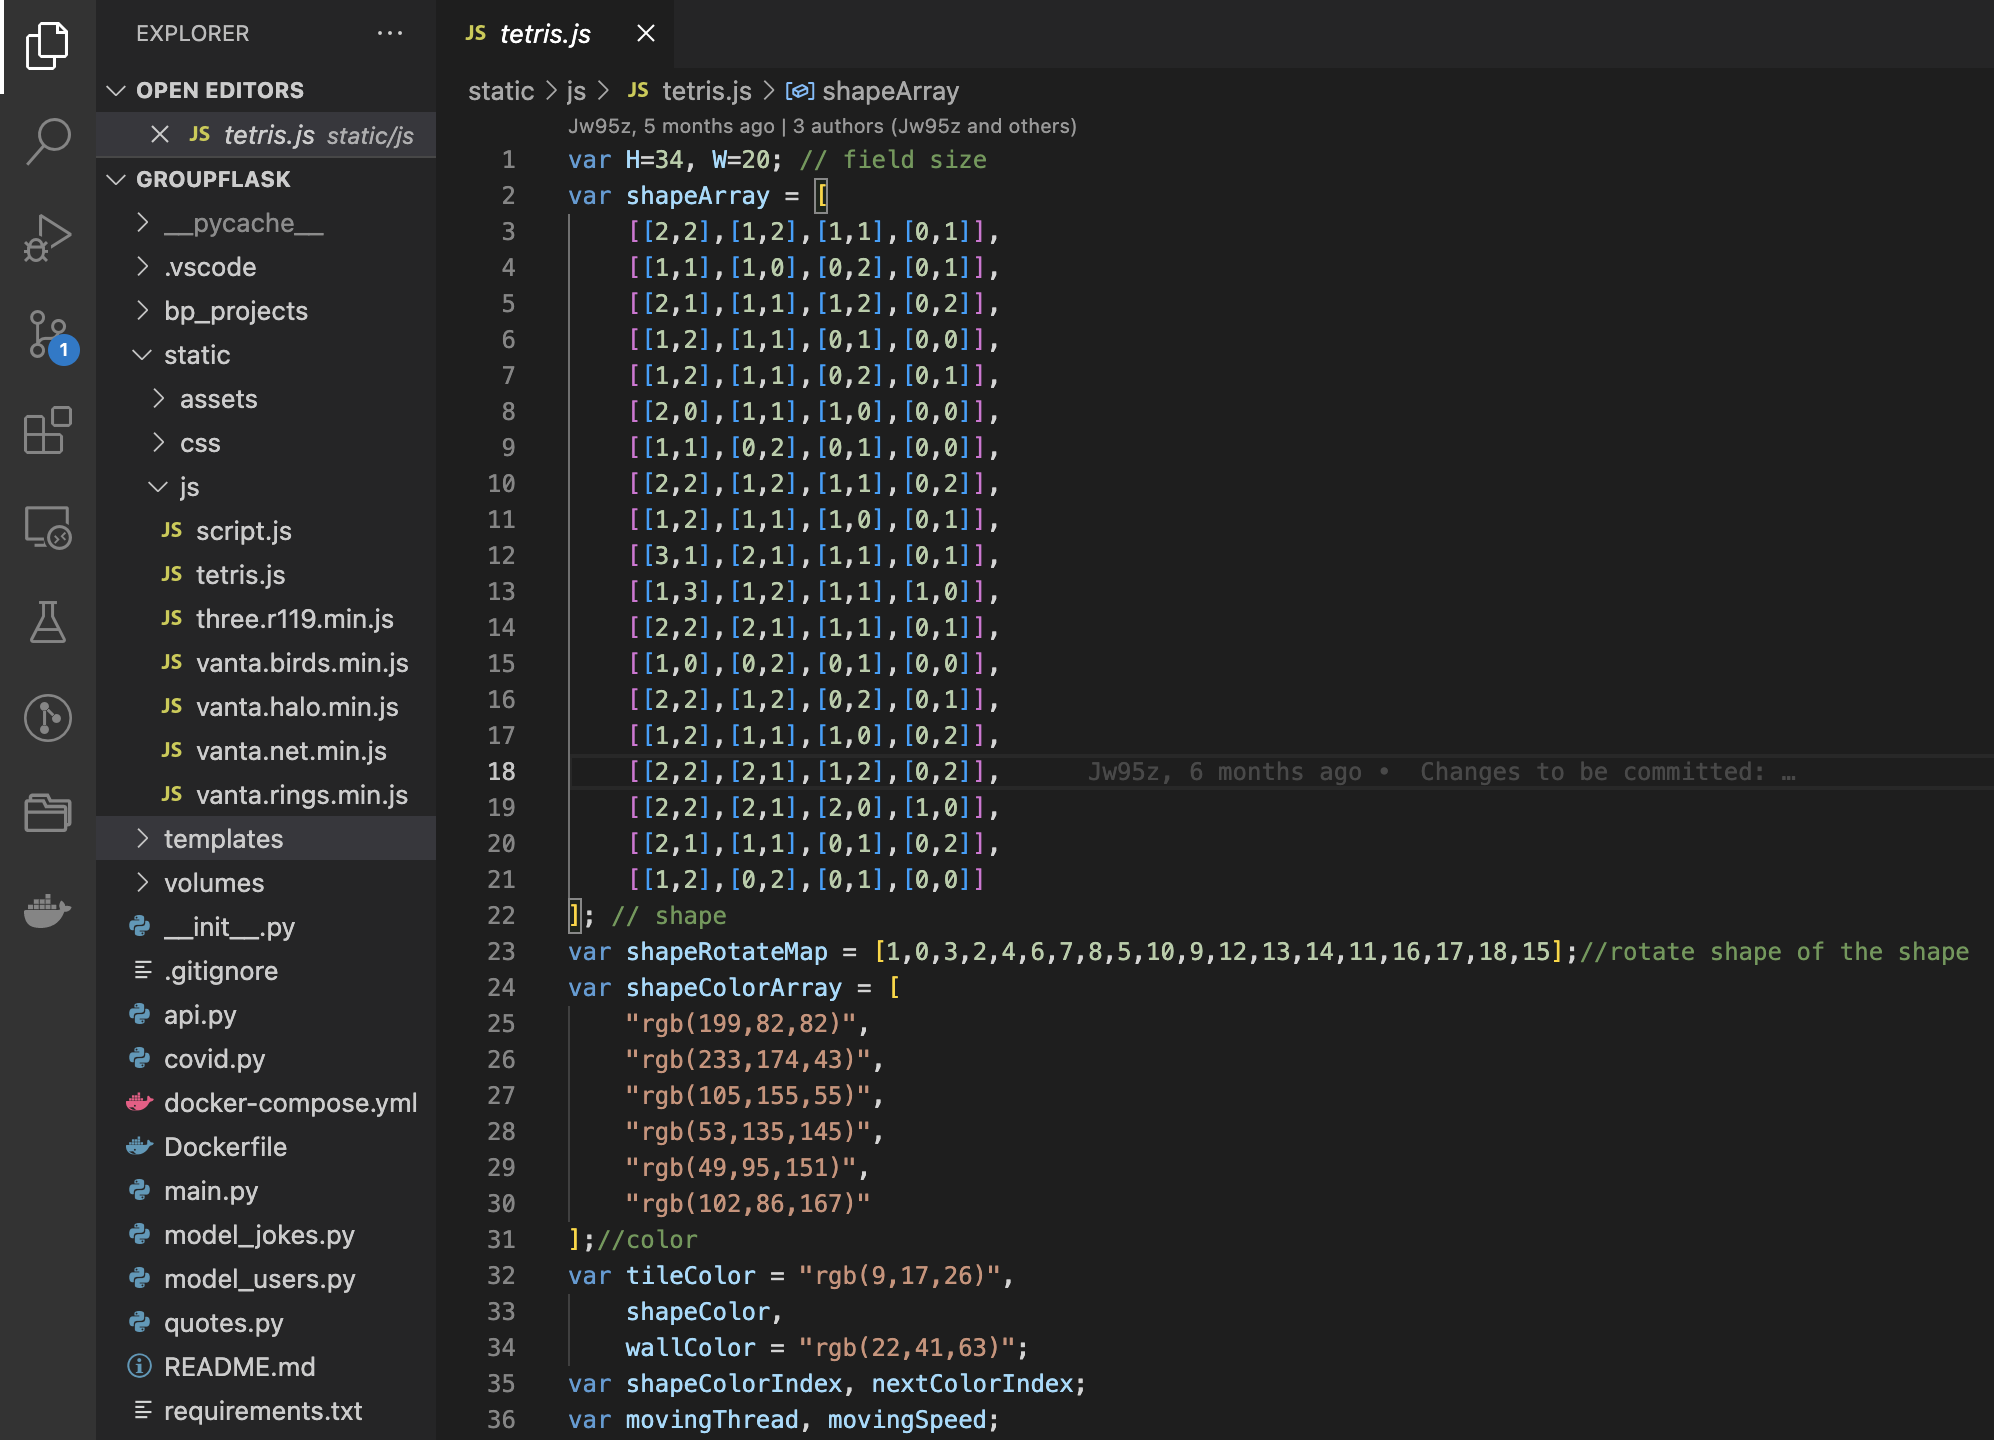 EXPLORER
OPEN EDITORS
JS tetris.js static/js
GROUPFLASK
__pycache__
.vscode
bp_projects
static
assets
css
js
JS script.js
JS tetris.js
JS three.r119.min.js
JS vanta.birds.min.js
JS vanta.halo.min.js
JS vanta.net.min.js
JS vanta.rings.min.js
templates
volumes
__init__.py
.gitignore
api.py
covid.py
docker-compose.yml
Dockerfile
main.py
model_jokes.py
model_users.py
quotes.py
README.md
requirements.txt
1
JS tetris.js
static > js > JS tetris.js > shapeArray
Jw95z, 5 months ago | 3 authors (Jw95z and others)
1 var H=34, W=20; // field size
2 var shapeArray = [
3 [[2,2],[1,2],[1,1],[0,1]],
4 [[1,1],[1,0],[0,2],[0,1]],
5 [[2,1],[1,1],[1,2],[0,2]],
6 [[1,2],[1,1],[0,1],[0,0]],
7 [[1,2],[1,1],[0,2],[0,1]],
8 [[2,0],[1,1],[1,0],[0,0]],
9 [[1,1],[0,2],[0,1],[0,0]],
10 [[2,2],[1,2],[1,1],[0,2]],
11 [[1,2],[1,1],[1,0],[0,1]],
12 [[3,1],[2,1],[1,1],[0,1]],
13 [[1,3],[1,2],[1,1],[1,0]],
14 [[2,2],[2,1],[1,1],[0,1]],
15 [[1,0],[0,2],[0,1],[0,0]],
16 [[2,2],[1,2],[0,2],[0,1]],
17 [[1,2],[1,1],[1,0],[0,2]],
18 [[2,2],[2,1],[1,2],[0,2]], Jw95z, 6 months ago • Changes to be committed: …
19 [[2,2],[2,1],[2,0],[1,0]],
20 [[2,1],[1,1],[0,1],[0,2]],
21 [[1,2],[0,2],[0,1],[0,0]]
22 ]; // shape
23 var shapeRotateMap = [1,0,3,2,4,6,7,8,5,10,9,12,13,14,11,16,17,18,15];//rotate shape of the shape
24 var shapeColorArray = [
25 "rgb(199,82,82)",
26 "rgb(233,174,43)",
27 "rgb(105,155,55)",
28 "rgb(53,135,145)",
29 "rgb(49,95,151)",
30 "rgb(102,86,167)"
31 ];//color
32 var tileColor = "rgb(9,17,26)",
33 shapeColor,
34 wallColor = "rgb(22,41,63)";
35 var shapeColorIndex, nextColorIndex;
36 var movingThread, movingSpeed;